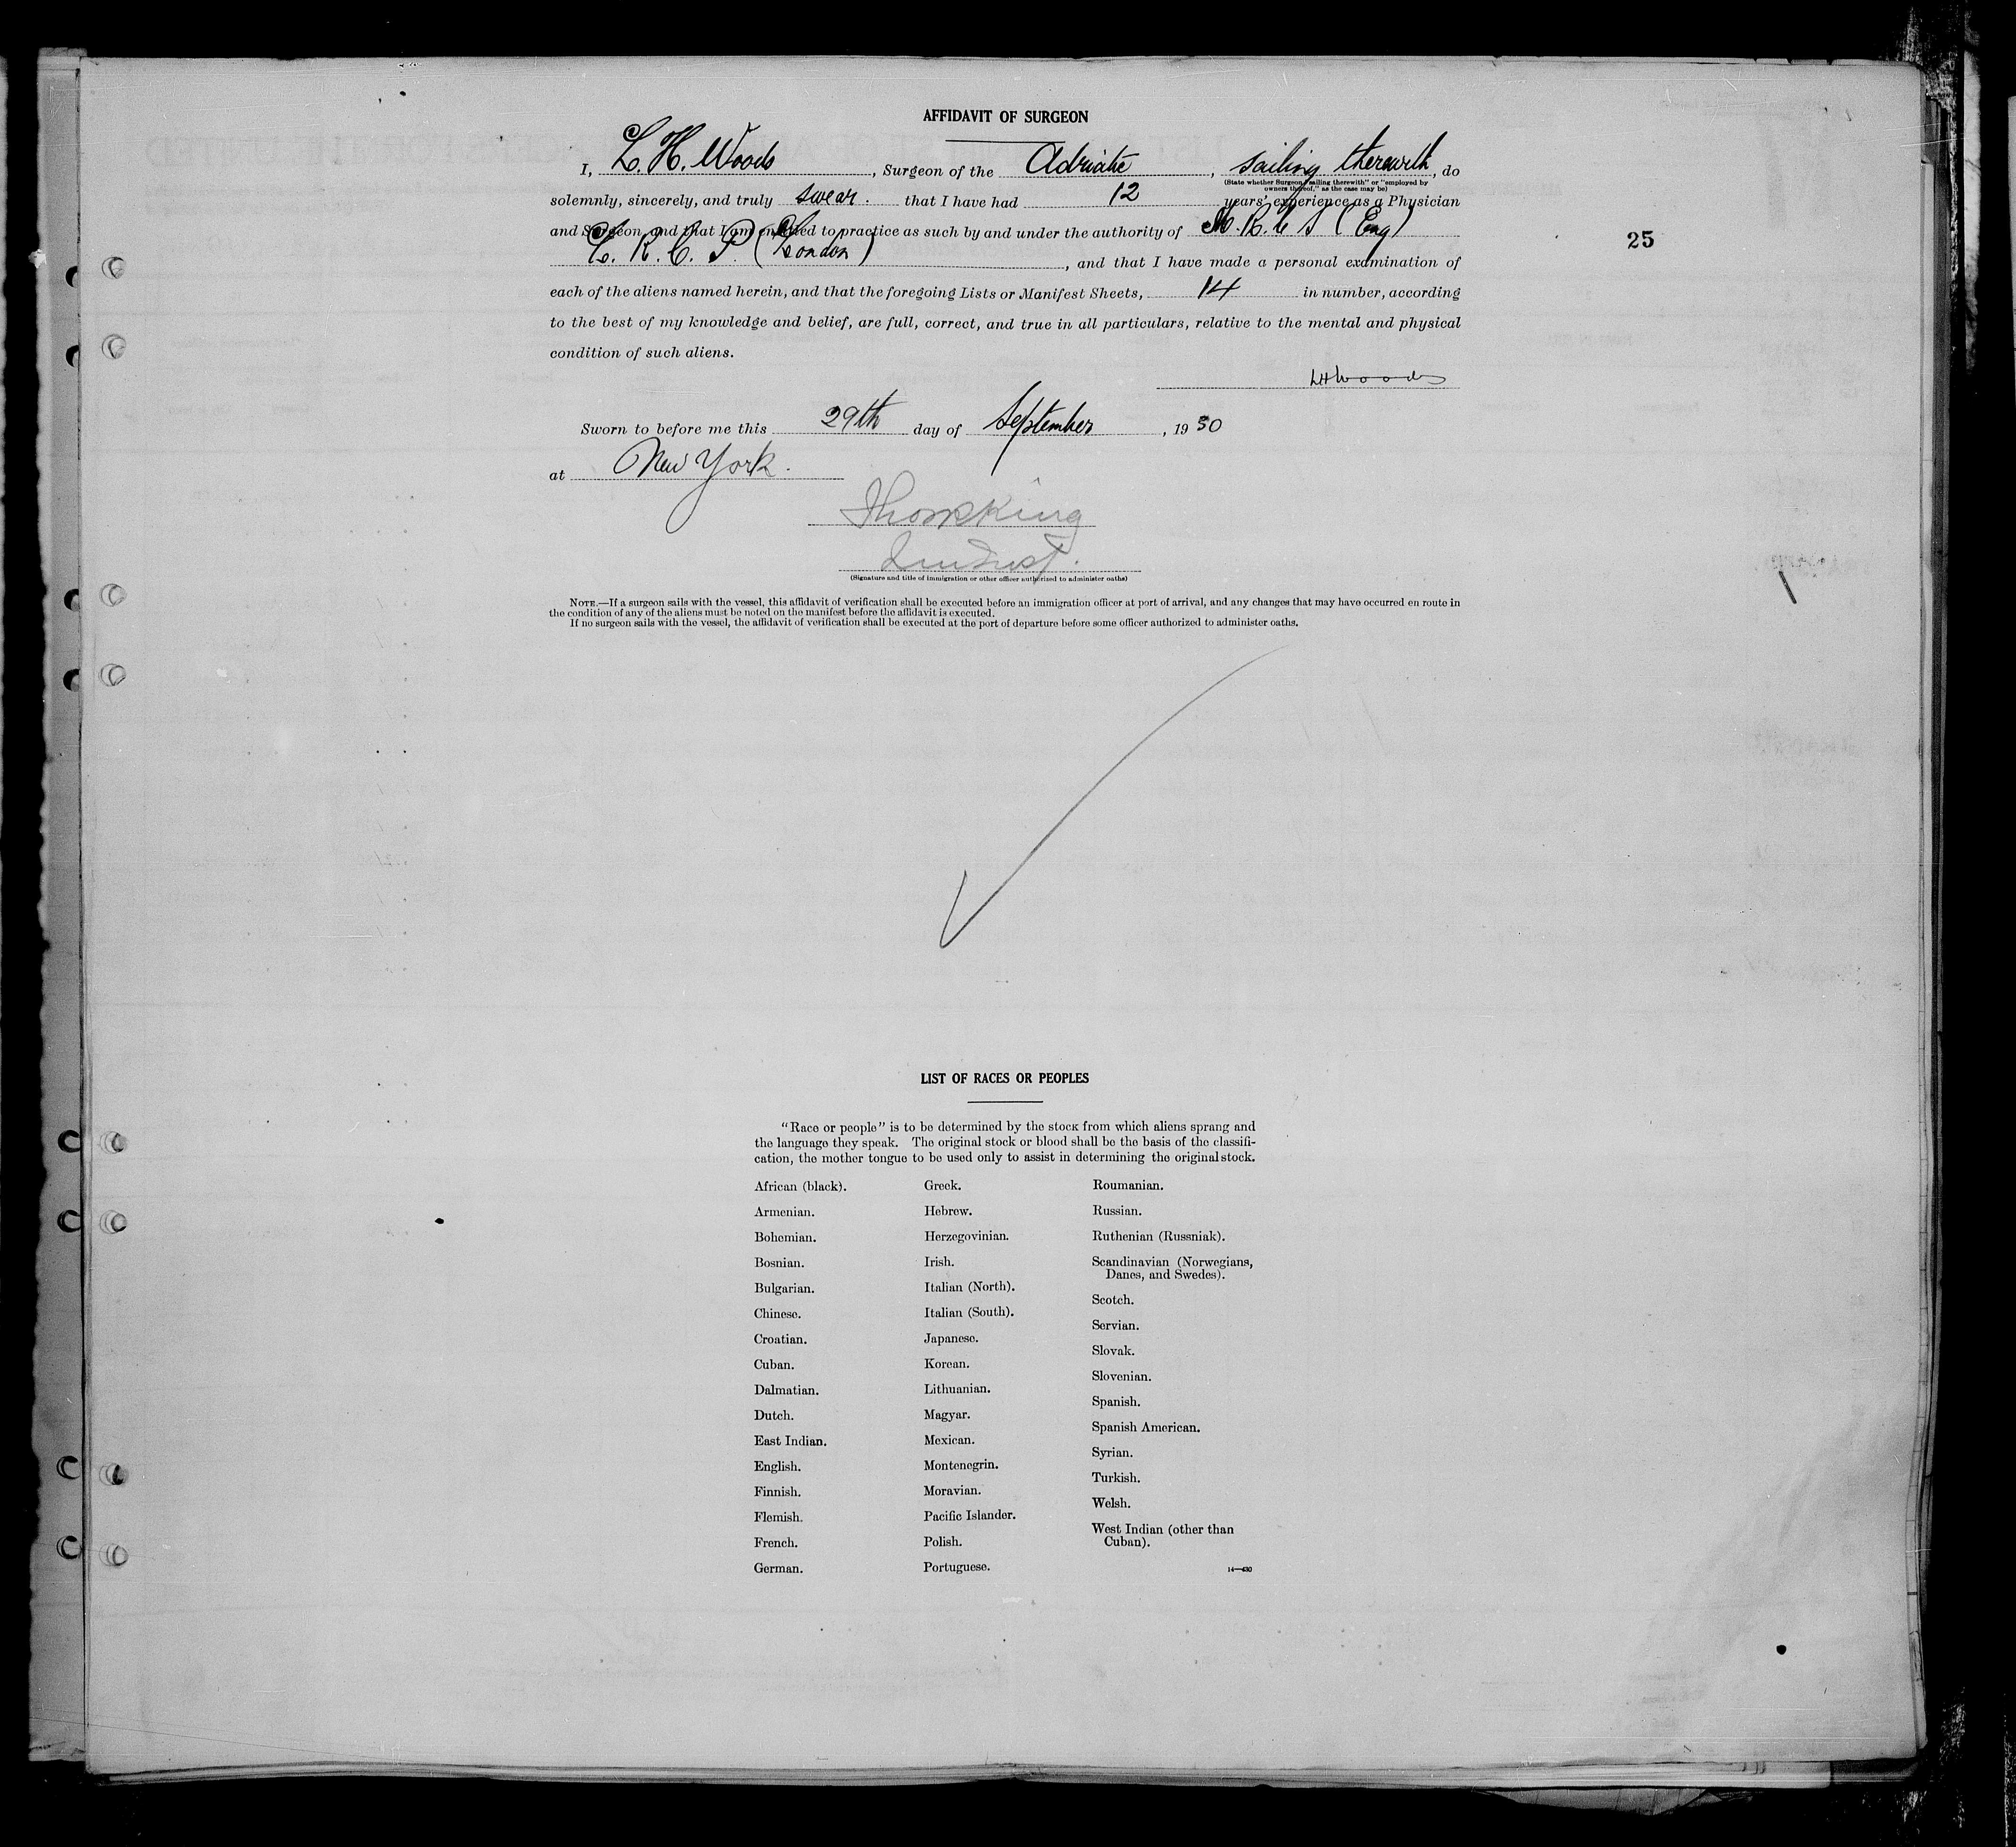 AFFIDAVIT OF SURGEON
I, L. H. Woods, Surgeon of the Adriatic, sailing therewith, do
(State whether Surgeon "sailing therewith" or "employed by
owners thereof," as the case may be)
solemnly, sincerely, and truly swear. that I have had 12 years' experience as a Physician
and Surgeon, and that I am entitled to practice as such by and under the authority of M. R. C S (Eng)
L. R. C. P. (London), and that I have made a personal examination of
25
each of the aliens named herein, and that the foregoing Lists or Manifest Sheets, 14 in number, according
to the best of my knowledge and belief, are full, correct, and true in all particulars, relative to the mental and physical
condition of such aliens.
LHWoods
Sworn to before me this 29th day of September, 1930
at New York.
(Signature and title of immigration or other officer authorized to administer oaths)
NOTE.—If a surgeon sails with the vessel, this affidavit of verification shall be executed before an immigration officer at port of arrival, and any changes that may have occurred en route in
the condition of any of the aliens must be noted on the manifest before the affidavit is executed.
If no surgeon sails with the vessel, the affidavit of verification shall be executed at the port of departure before some officer authorized to administer oaths.
LIST OF RACES OR PEOPLES
"Race or people" is to be determined by the stock from which aliens sprang and
the language they speak. The original stock or blood shall be the basis of the classifi-
cation, the mother tongue to be used only to assist in determining the original stock.
African (black).
Armenian.
Bohemian.
Bosnian.
Bulgarian.
Chinese.
Croatian.
Cuban.
Dalmatian.
Dutch.
East Indian.
English.
Finnish.
Flemish.
French.
German.
Greek.
Hebrew.
Herzegovinian.
Irish.
Italian (North).
Italian (South).
Japanese.
Korean.
Lithuanian.
Magyar.
Mexican.
Montenegrin.
Moravian.
Pacific Islander.
Polish.
Portuguese.
Roumanian.
Russian.
Ruthenian (Russniak).
Scandinavian (Norwegians,
Danes, and Swedes).
Scotch.
Servian.
Slovak.
Slovenian.
Spanish.
Spanish American.
Syrian.
Turkish.
Welsh.
West Indian (other than
Cuban).
14—430